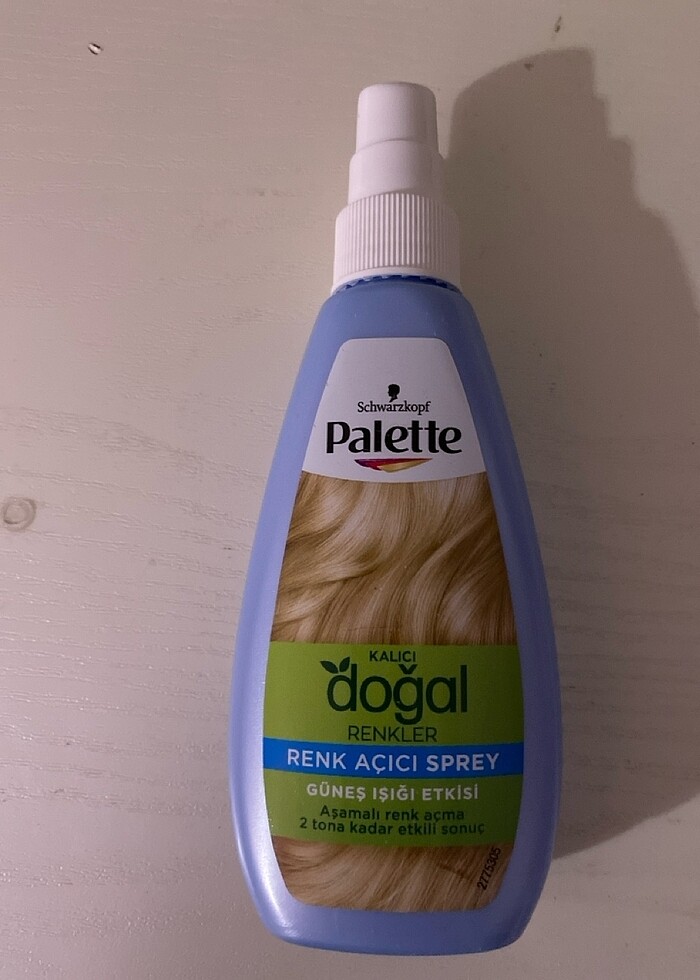 Schwarzkopf
Palette
KALICI
doğal
RENKLER
RENK AÇICI SPREY
GÜNEŞ IŞIĞI ETKİSİ
Aşamalı renk açma
2 tona kadar etkili sonuç
2775305